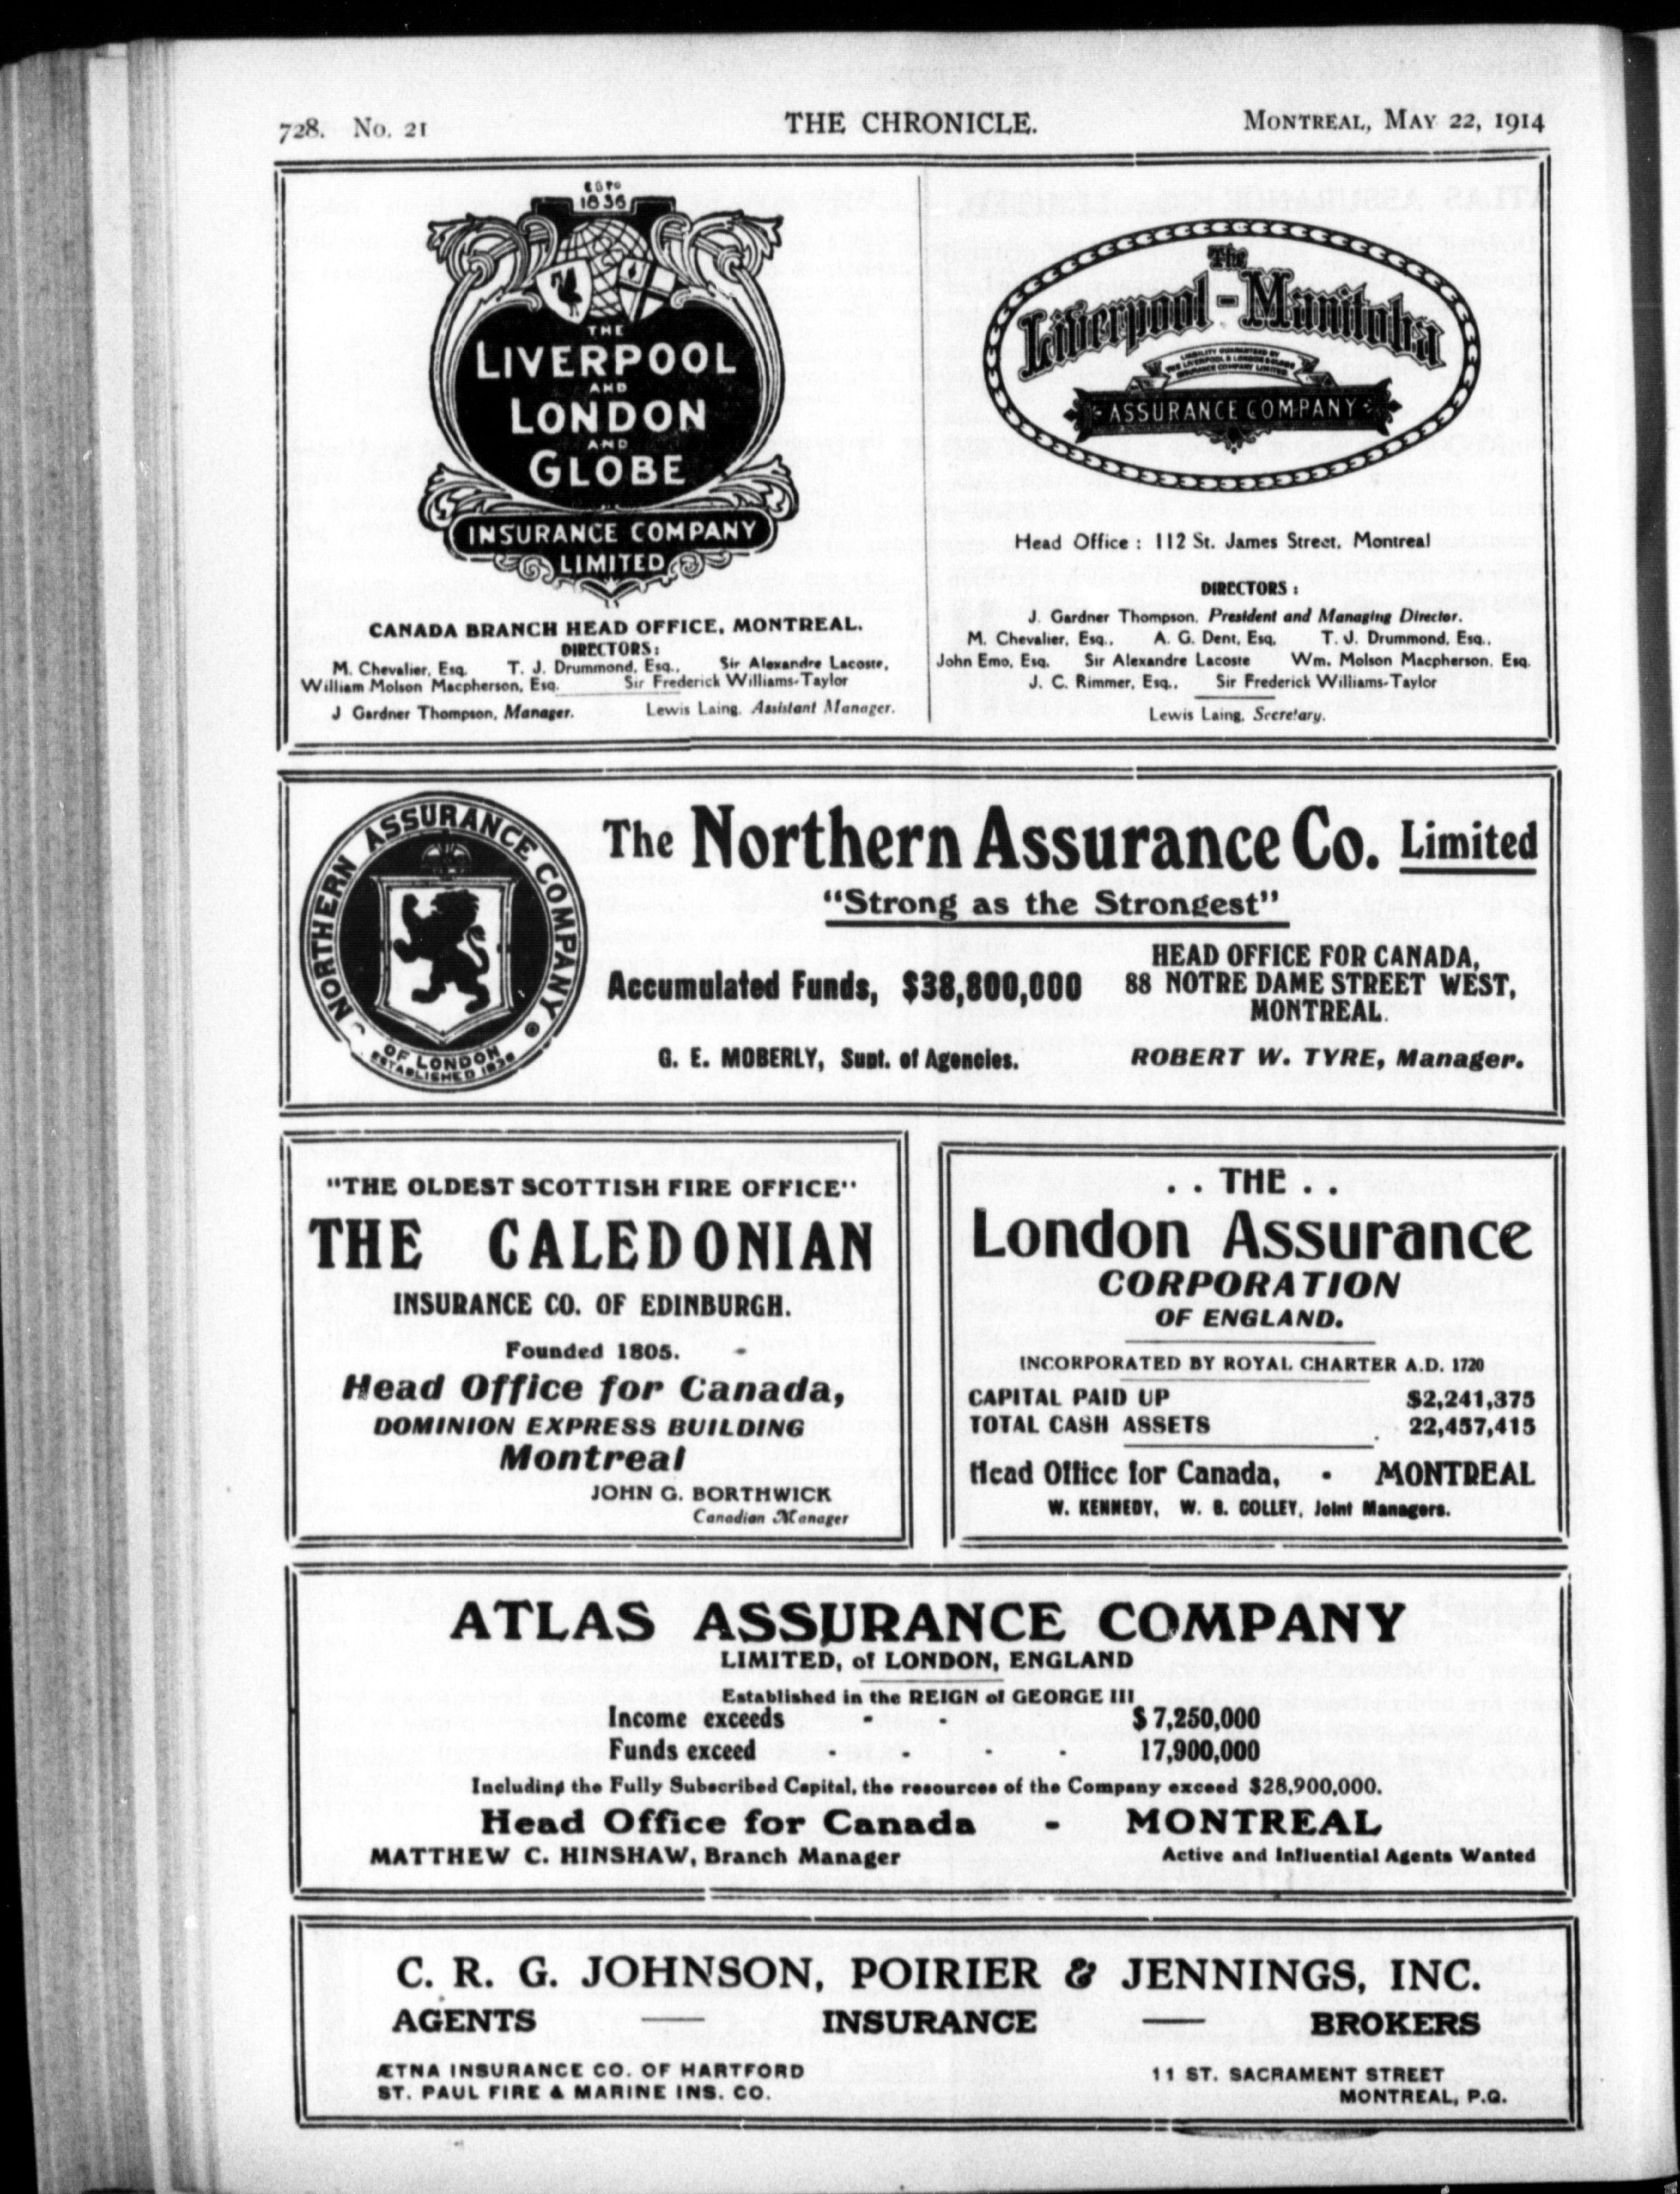 728. No. 21 THE CHRONICLE. MONTREAL, MAY 22, 1914
ESTD
1836
THE
LIVERPOOL
AND
LONDON
AND
GLOBE
INSURANCE COMPANY
LIMITED
CANADA BRANCH HEAD OFFICE, MONTREAL.
DIRECTORS:
M. Chevalier, Esq. T. J. Drummond, Esq., Sir Alexandre Lacoste,
William Molson Macpherson, Esq. Sir Frederick Williams-Taylor
J Gardner Thompson, Manager. Lewis Laing, Assistant Manager.
The
Liverpool-Manitoba
LIABILITY GUARANTEED BY
THE LIVERPOOL & LONDON & GLOBE
INSURANCE COMPANY LIMITED
ASSURANCE COMPANY
Head Office : 112 St. James Street, Montreal
DIRECTORS :
J. Gardner Thompson, President and Managing Director.
M. Chevalier, Esq., A. G. Dent, Esq, T. J. Drummond, Esq.,
John Emo, Esq. Sir Alexandre Lacoste Wm. Molson Macpherson, Esq.
J. C. Rimmer, Esq., Sir Frederick Williams-Taylor
Lewis Laing, Secretary.
NORTHERN ASSURANCE COMPANY
OF LONDON
ESTABLISHED 1836
The Northern Assurance Co. Limited
"Strong as the Strongest"
Accumulated Funds, $38,800,000
HEAD OFFICE FOR CANADA,
88 NOTRE DAME STREET WEST,
MONTREAL.
G. E. MOBERLY, Supt. of Agencies. ROBERT W. TYRE, Manager.
"THE OLDEST SCOTTISH FIRE OFFICE"
THE CALEDONIAN
INSURANCE CO. OF EDINBURGH.
Founded 1805.
Head Office for Canada,
DOMINION EXPRESS BUILDING
Montreal
JOHN G. BORTHWICK
Canadian Manager
. . THE . .
London Assurance
CORPORATION
OF ENGLAND.
INCORPORATED BY ROYAL CHARTER A.D. 1720
CAPITAL PAID UP $2,241,375
TOTAL CASH ASSETS 22,457,415
Head Office for Canada, - MONTREAL
W. KENNEDY, W. B. COLLEY, Joint Managers.
ATLAS ASSURANCE COMPANY
LIMITED, of LONDON, ENGLAND
Established in the REIGN of GEORGE III
Income exceeds - - $ 7,250,000
Funds exceed - - - - 17,900,000
Including the Fully Subscribed Capital, the resources of the Company exceed $28,900,000.
Head Office for Canada - MONTREAL
MATTHEW C. HINSHAW, Branch Manager Active and Influential Agents Wanted
C. R. G. JOHNSON, POIRIER & JENNINGS, INC.
AGENTS — INSURANCE — BROKERS
ÆTNA INSURANCE CO. OF HARTFORD 11 ST. SACRAMENT STREET
ST. PAUL FIRE & MARINE INS. CO. MONTREAL, P.Q.